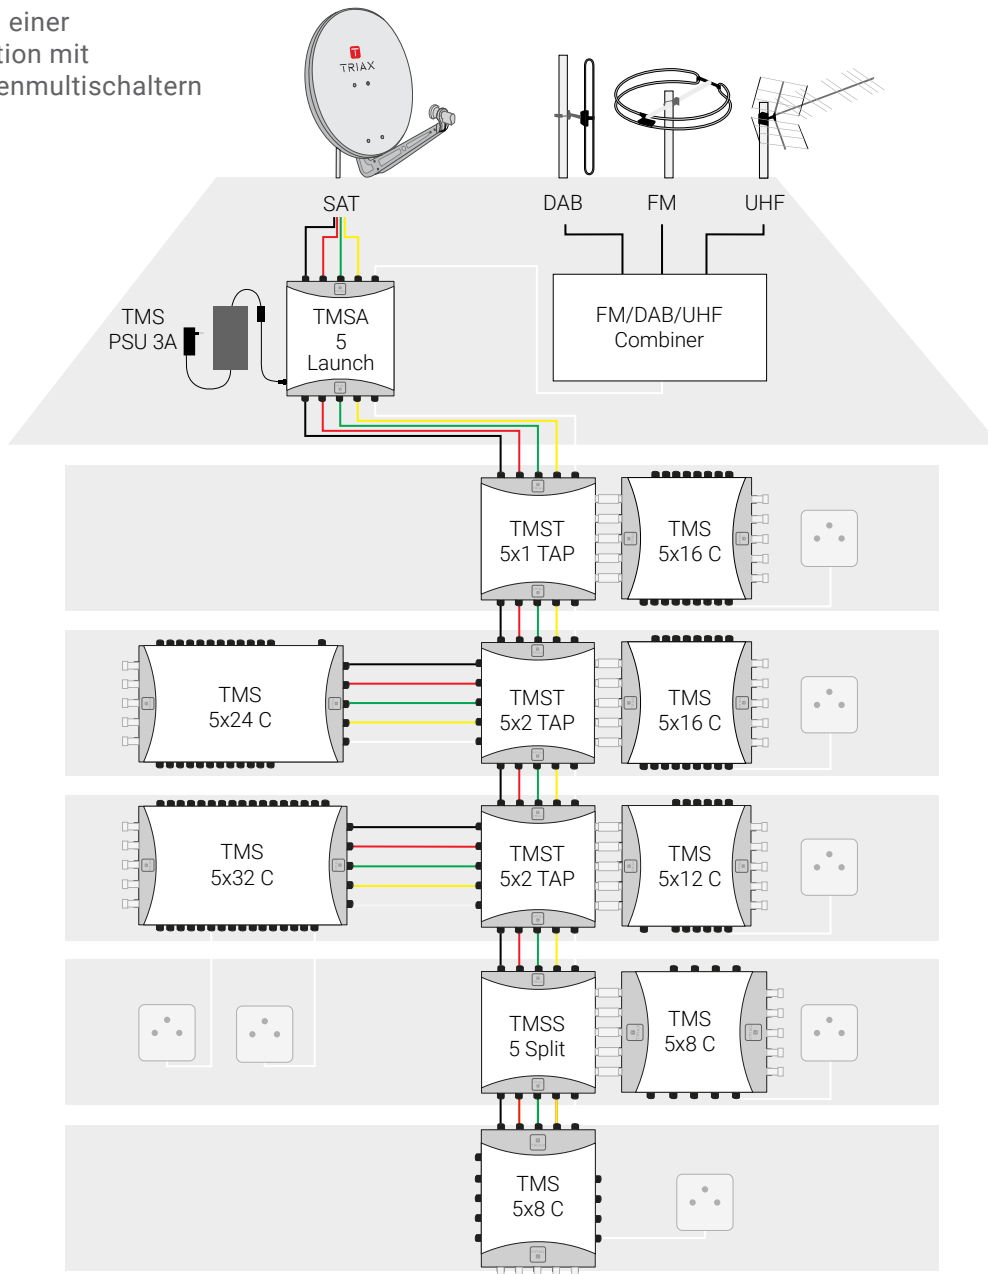 einer
tion mit
enmultischaltern
TRIAX
SAT
DAB
FM
UHF
TMS
PSU 3A
TMSA
5
Launch
FM/DAB/UHF
Combiner
TMST
5x1 TAP
TMS
5x16 C
TMS
5x24 C
TMST
5x2 TAP
TMS
5x16 C
TMS
5x32 C
TMST
5x2 TAP
TMS
5x12 C
TMSS
5 Split
TMS
5x8 C
TMS
5x8 C